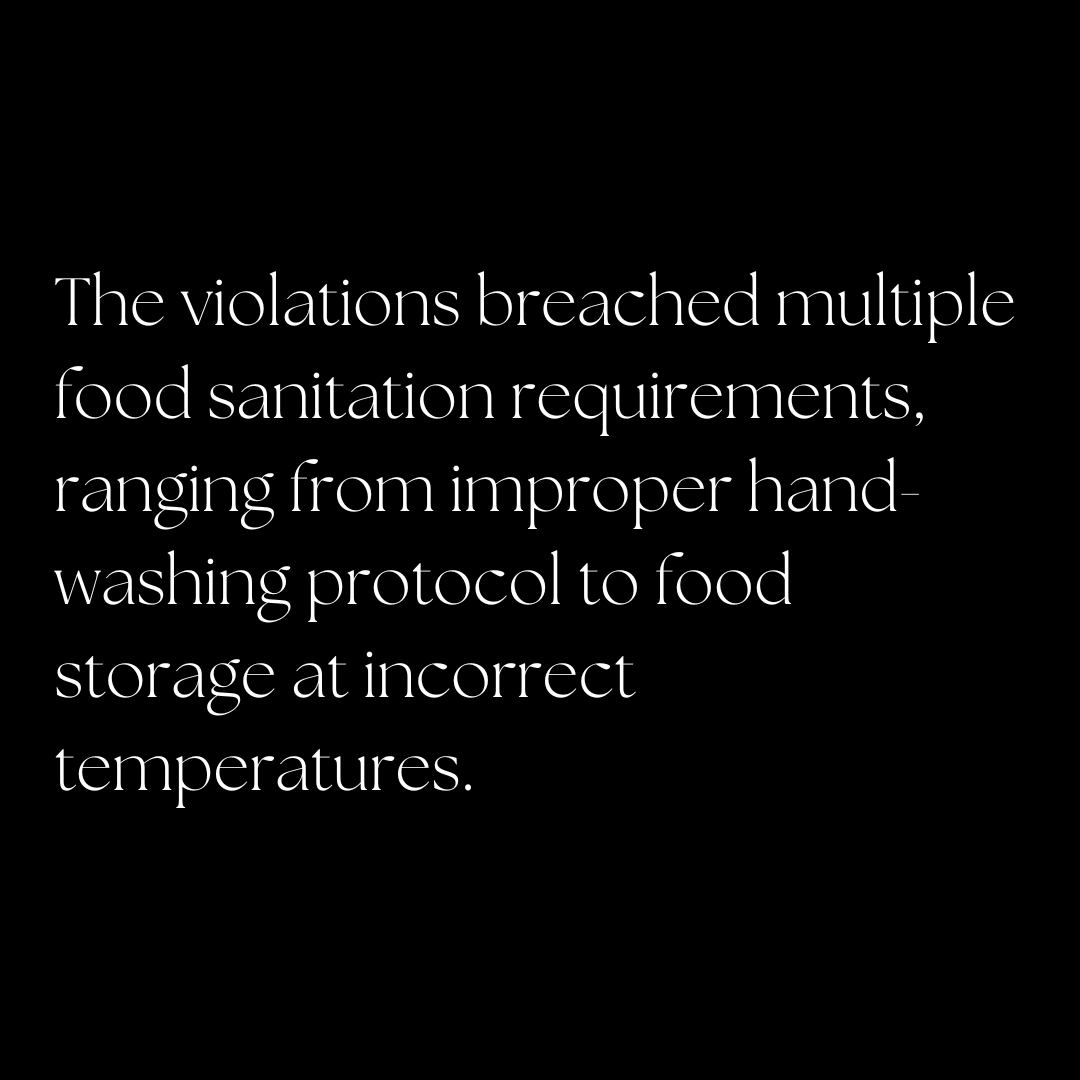 The violations breached multiple
food sanitation requirements,
ranging from improper hand-
washing protocol to food
storage at incorrect
temperatures.